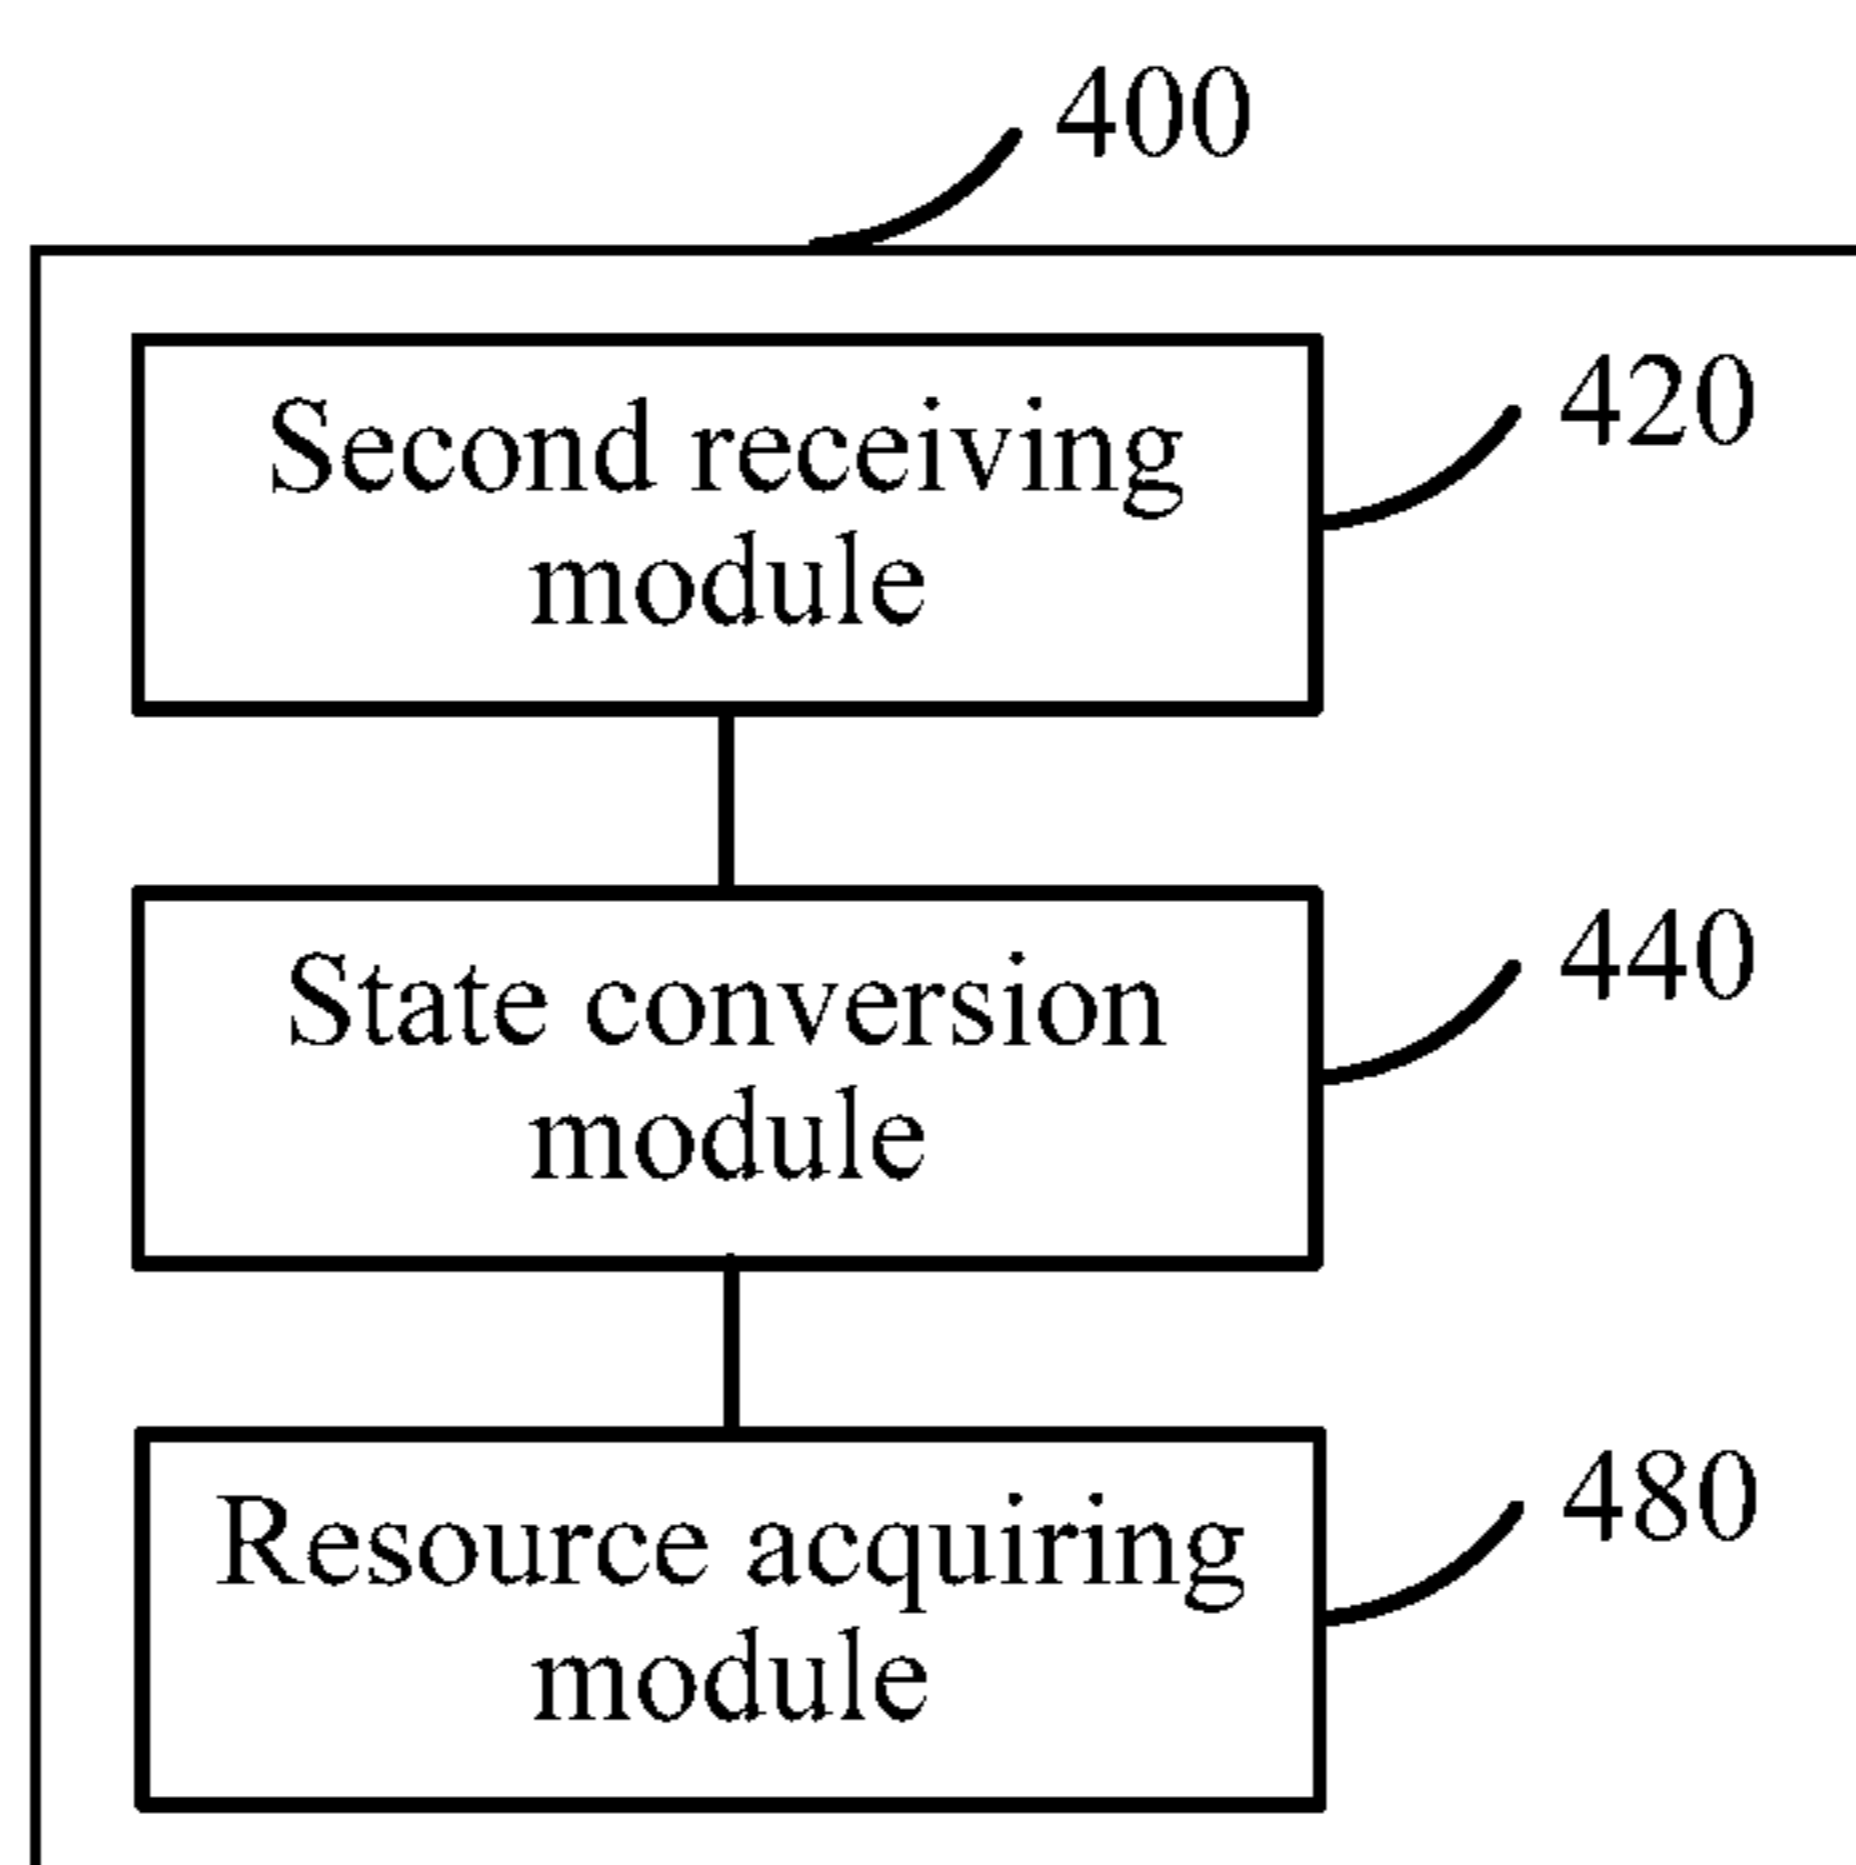 400
Second receiving
module
420
State conversion
module
440
Resource acquiring
module
480